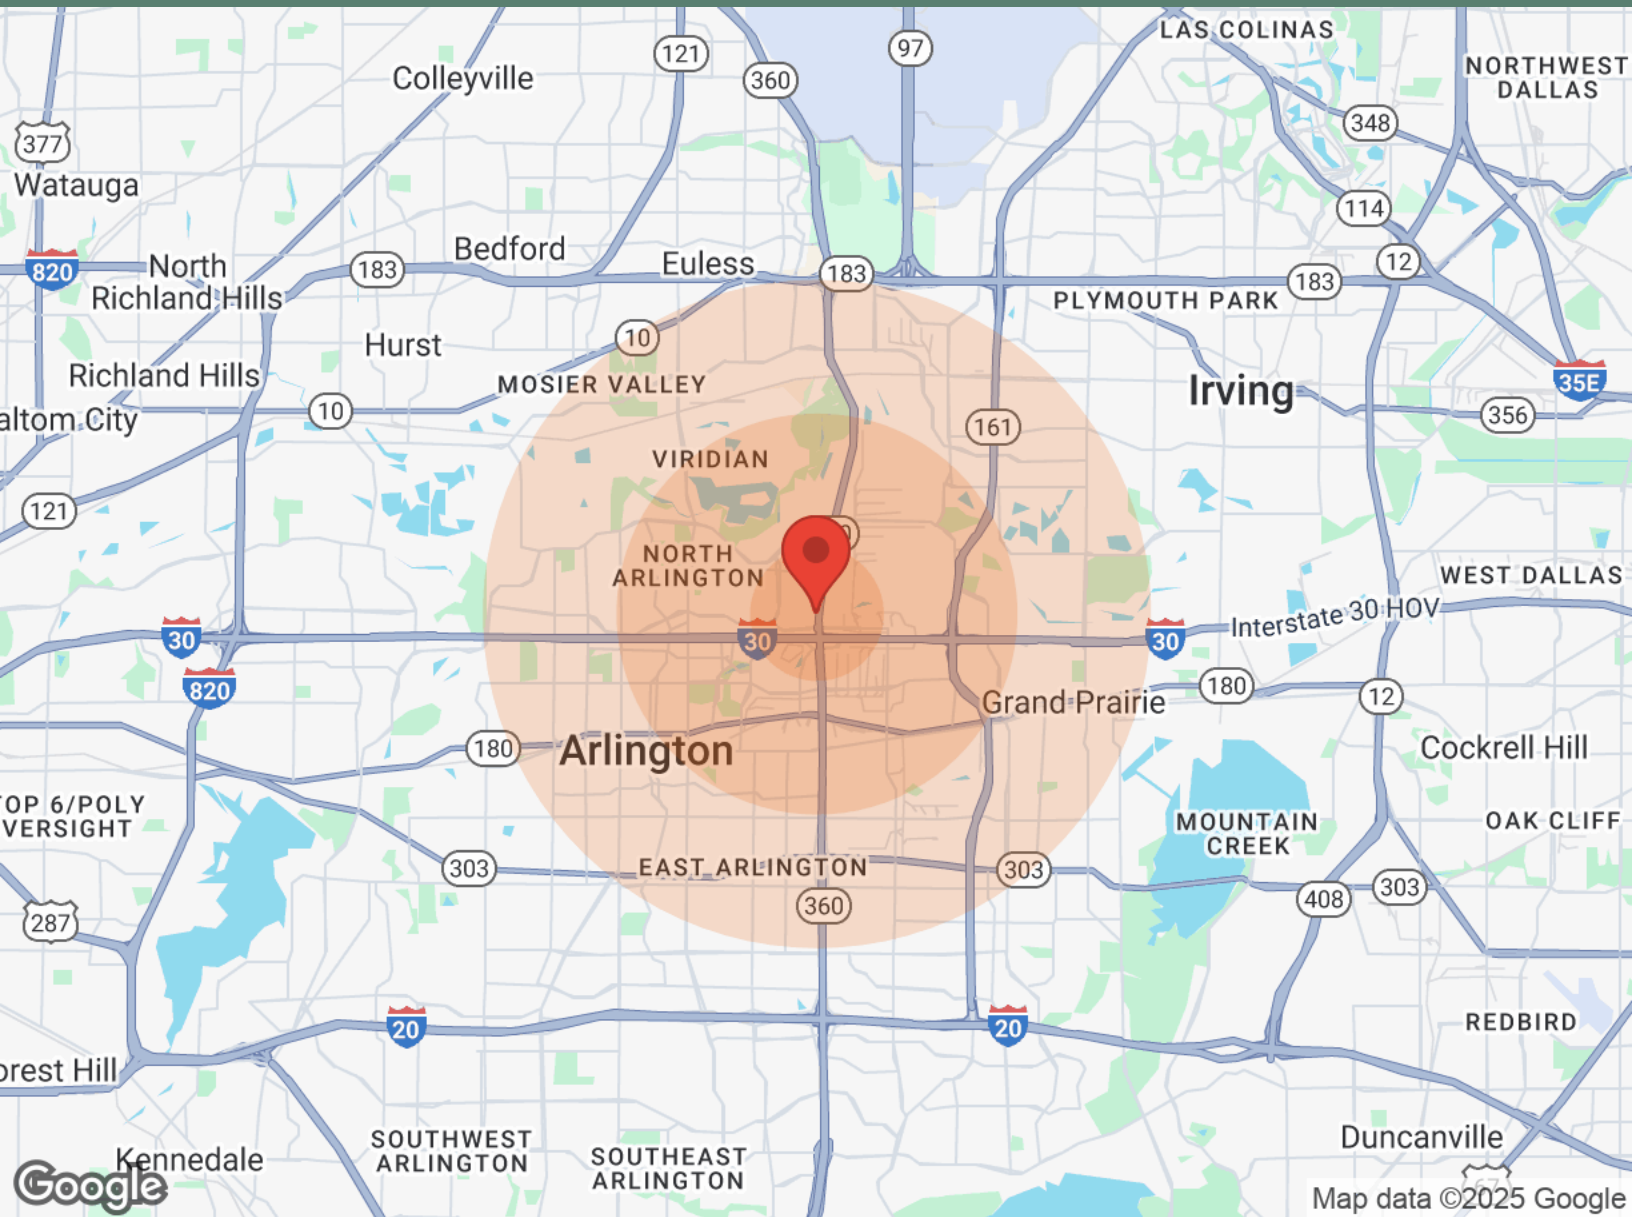 LAS COLINAS
97
121
360
NORTHWEST
DALLAS
Colleyville
348
377
Watauga
114
Bedford
12
Euless
North
Richland Hills
820
183
183
183
PLYMOUTH PARK
10
Hurst
Richland Hills
MOSIER VALLEY
Irving
35E
10
altom City
356
161
VIRIDIAN
121
NORTH
ARLINGTON
WEST DALLAS
Interstate 30 HOV
30
30
30
820
180
12
Grand Prairie
180
Arlington
Cockrell Hill
TOP 6/POLY
VERSIGHT
MOUNTAIN
CREEK
OAK CLIFF
EAST ARLINGTON
303
303
303
408
360
287
20
20
REDBIRD
orest Hill
Duncanville
SOUTHWEST
ARLINGTON
Kennedale
SOUTHEAST
ARLINGTON
67
Google
Map data ©2025 Google